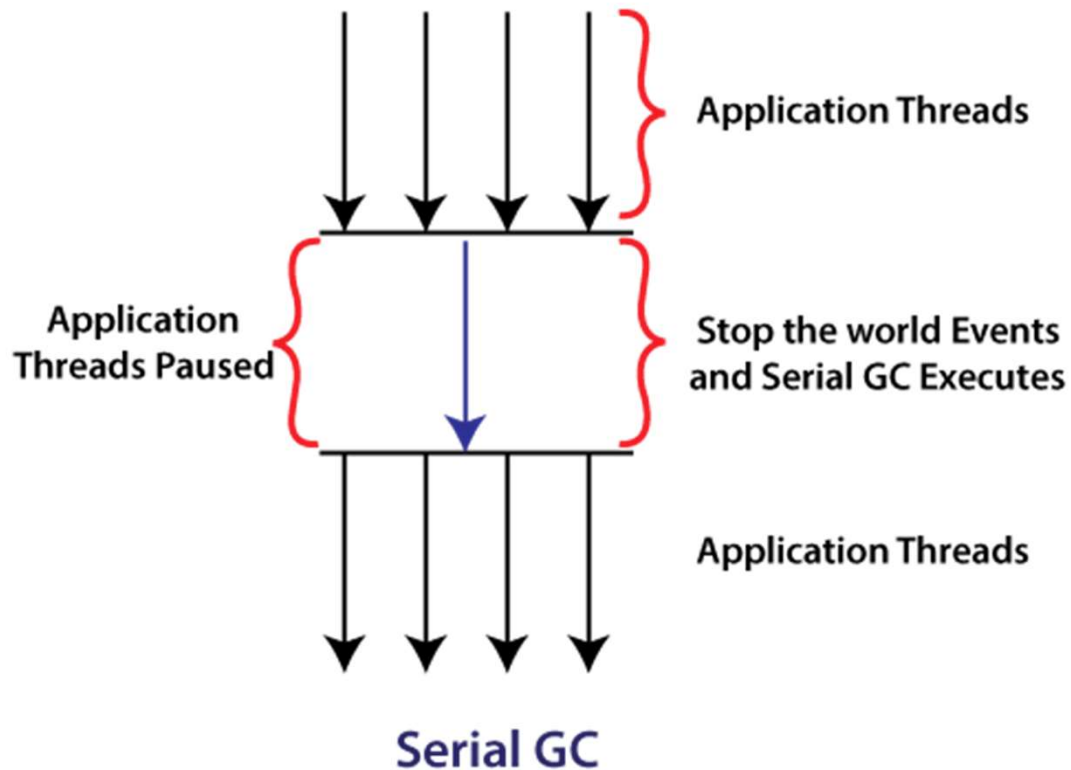 Application Threads
Application
Threads Paused
Stop the world Events
and Serial GC Executes
Application Threads
Serial GC